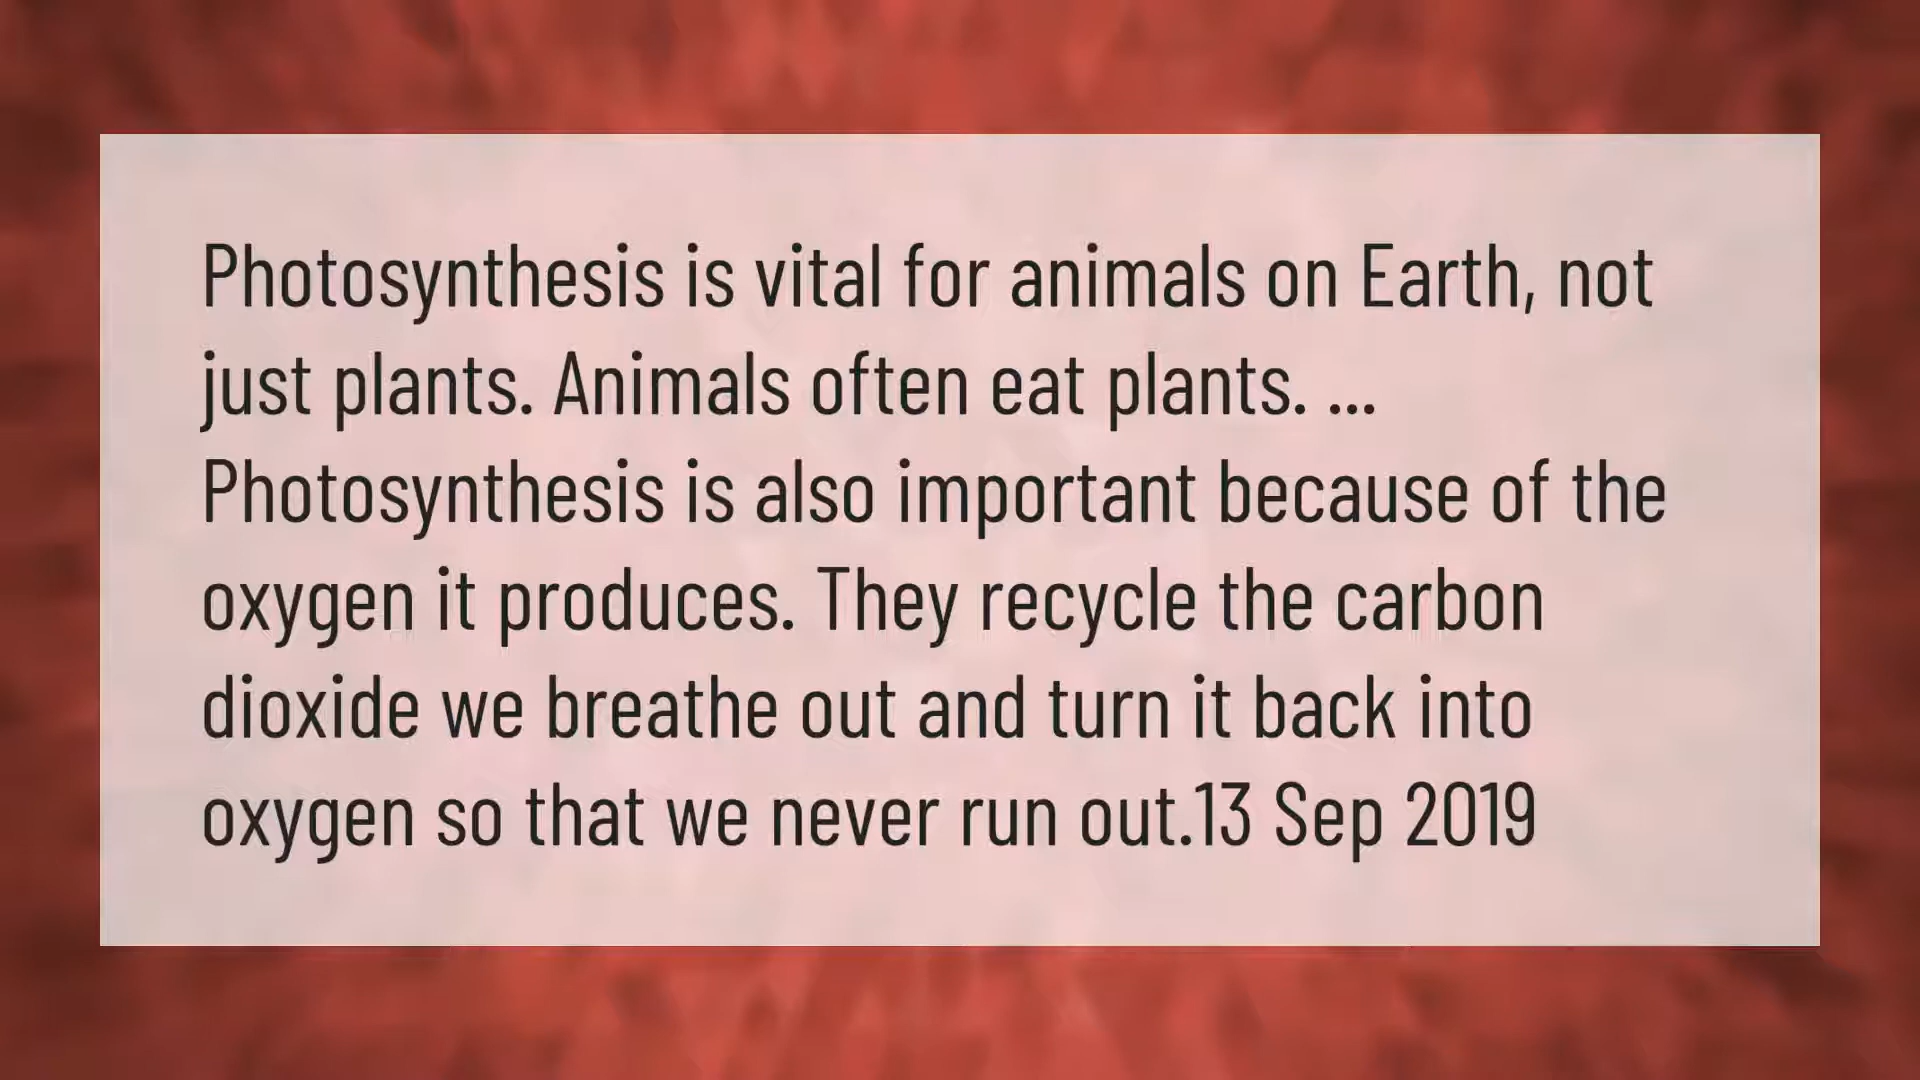 Photosynthesis is vital for animals on Earth, not
just plants. Animals often eat plants. ...
Photosynthesis is also important because of the
oxygen it produces. They recycle the carbon
dioxide we breathe out and turn it back into
oxygen so that we never run out.13 Sep 2019